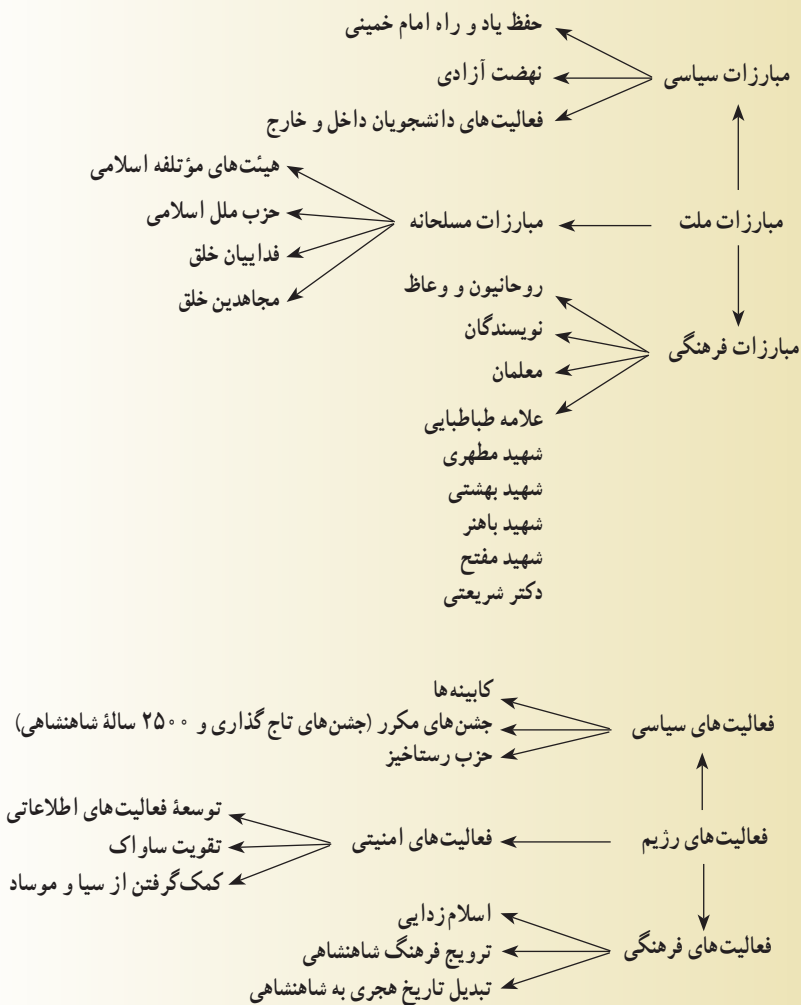 حفظ یاد و راه امام خمینی
مبارزات سیاسی
نهضت آزادی
فعالیت‌های دانشجویان داخل و خارج
هیئت‌های مؤتلفه اسلامی
حزب ملل اسلامی
مبارزات ملت
مبارزات مسلحانه
فداییان خلق
مجاهدین خلق
روحانیون و وعاظ
نویسندگان
مبارزات فرهنگی
معلمان
علامه طباطبایی
شهید مطهری
شهید بهشتی
شهید باهنر
شهید مفتح
دکتر شریعتی
کابینه‌ها
فعالیت‌های سیاسی
جشن‌های مکرر (جشن‌های تاج گذاری و ۲۵۰۰ سالهٔ شاهنشاهی)
حزب رستاخیز
توسعهٔ فعالیت‌های اطلاعاتی
فعالیت‌های رژیم
فعالیت‌های امنیتی
تقویت ساواک
کمک‌گرفتن از سیا و موساد
اسلام‌زدایی
فعالیت‌های فرهنگی
ترویج فرهنگ شاهنشاهی
تبدیل تاریخ هجری به شاهنشاهی